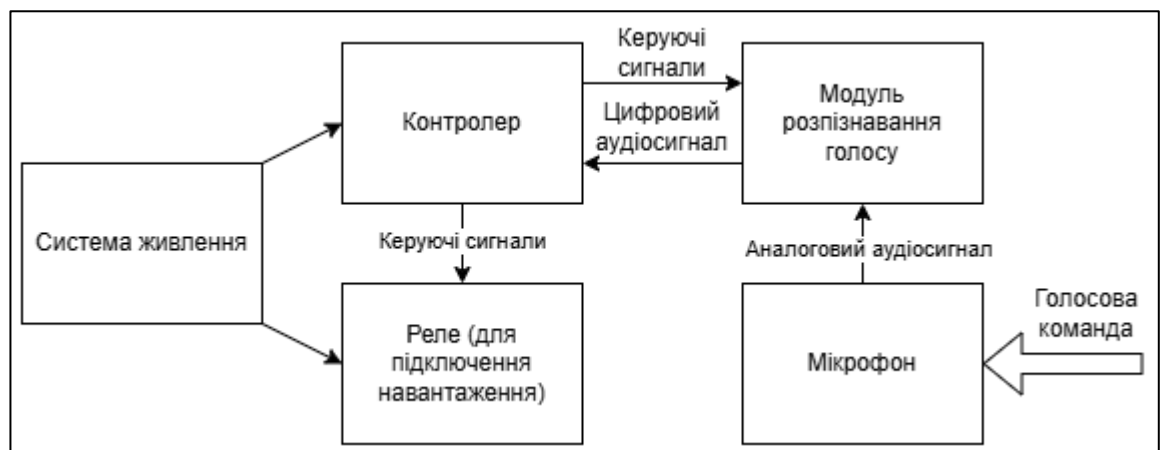 Керуючі
сигнали
Контролер
Цифровий
аудіосигнал
Модуль
розпізнавання
голосу
Система живлення
Керуючі сигнали
Аналоговий аудіосигнал
Реле (для
підключення
навантаження)
Мікрофон
Голосова
команда